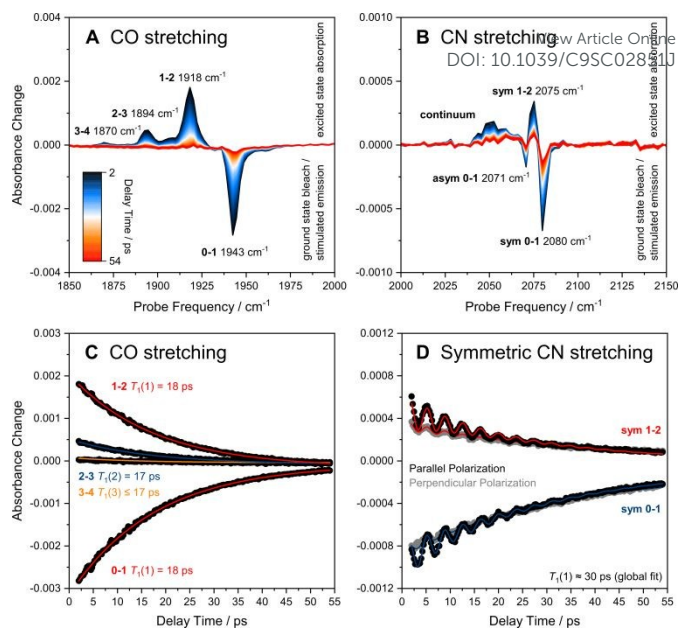 View Article Online
DOI: 10.1039/C9SC02851J
A CO stretching
B CN stretching
0.004
0.002
0.000
-0.002
-0.004
Absorbance Change
1-2 1918 cm⁻¹
2-3 1894 cm⁻¹
3-4 1870 cm⁻¹
0-1 1943 cm⁻¹
excited state absorption
ground state bleach /
stimulated emission
2
54
Delay Time / ps
1850 1875 1900 1925 1950 1975 2000
Probe Frequency / cm⁻¹
0.0010
0.0005
0.0000
-0.0005
-0.0010
sym 1-2 2075 cm⁻¹
continuum
asym 0-1 2071 cm⁻¹
sym 0-1 2080 cm⁻¹
excited state absorption
ground state bleach /
stimulated emission
2000 2025 2050 2075 2100 2125 2150
Probe Frequency / cm⁻¹
C CO stretching
0.003
0.002
0.001
0.000
-0.001
-0.002
-0.003
Absorbance Change
1-2 T₁(1) = 18 ps
2-3 T₁(2) = 17 ps
3-4 T₁(3) ≤ 17 ps
0-1 T₁(1) = 18 ps
0 5 10 15 20 25 30 35 40 45 50 55
Delay Time / ps
D Symmetric CN stretching
0.0012
0.0008
0.0004
0.0000
-0.0004
-0.0008
-0.0012
sym 1-2
Parallel Polarization
Perpendicular Polarization
sym 0-1
T₁(1) ≈ 30 ps (global fit)
0 5 10 15 20 25 30 35 40 45 50 55
Delay Time / ps